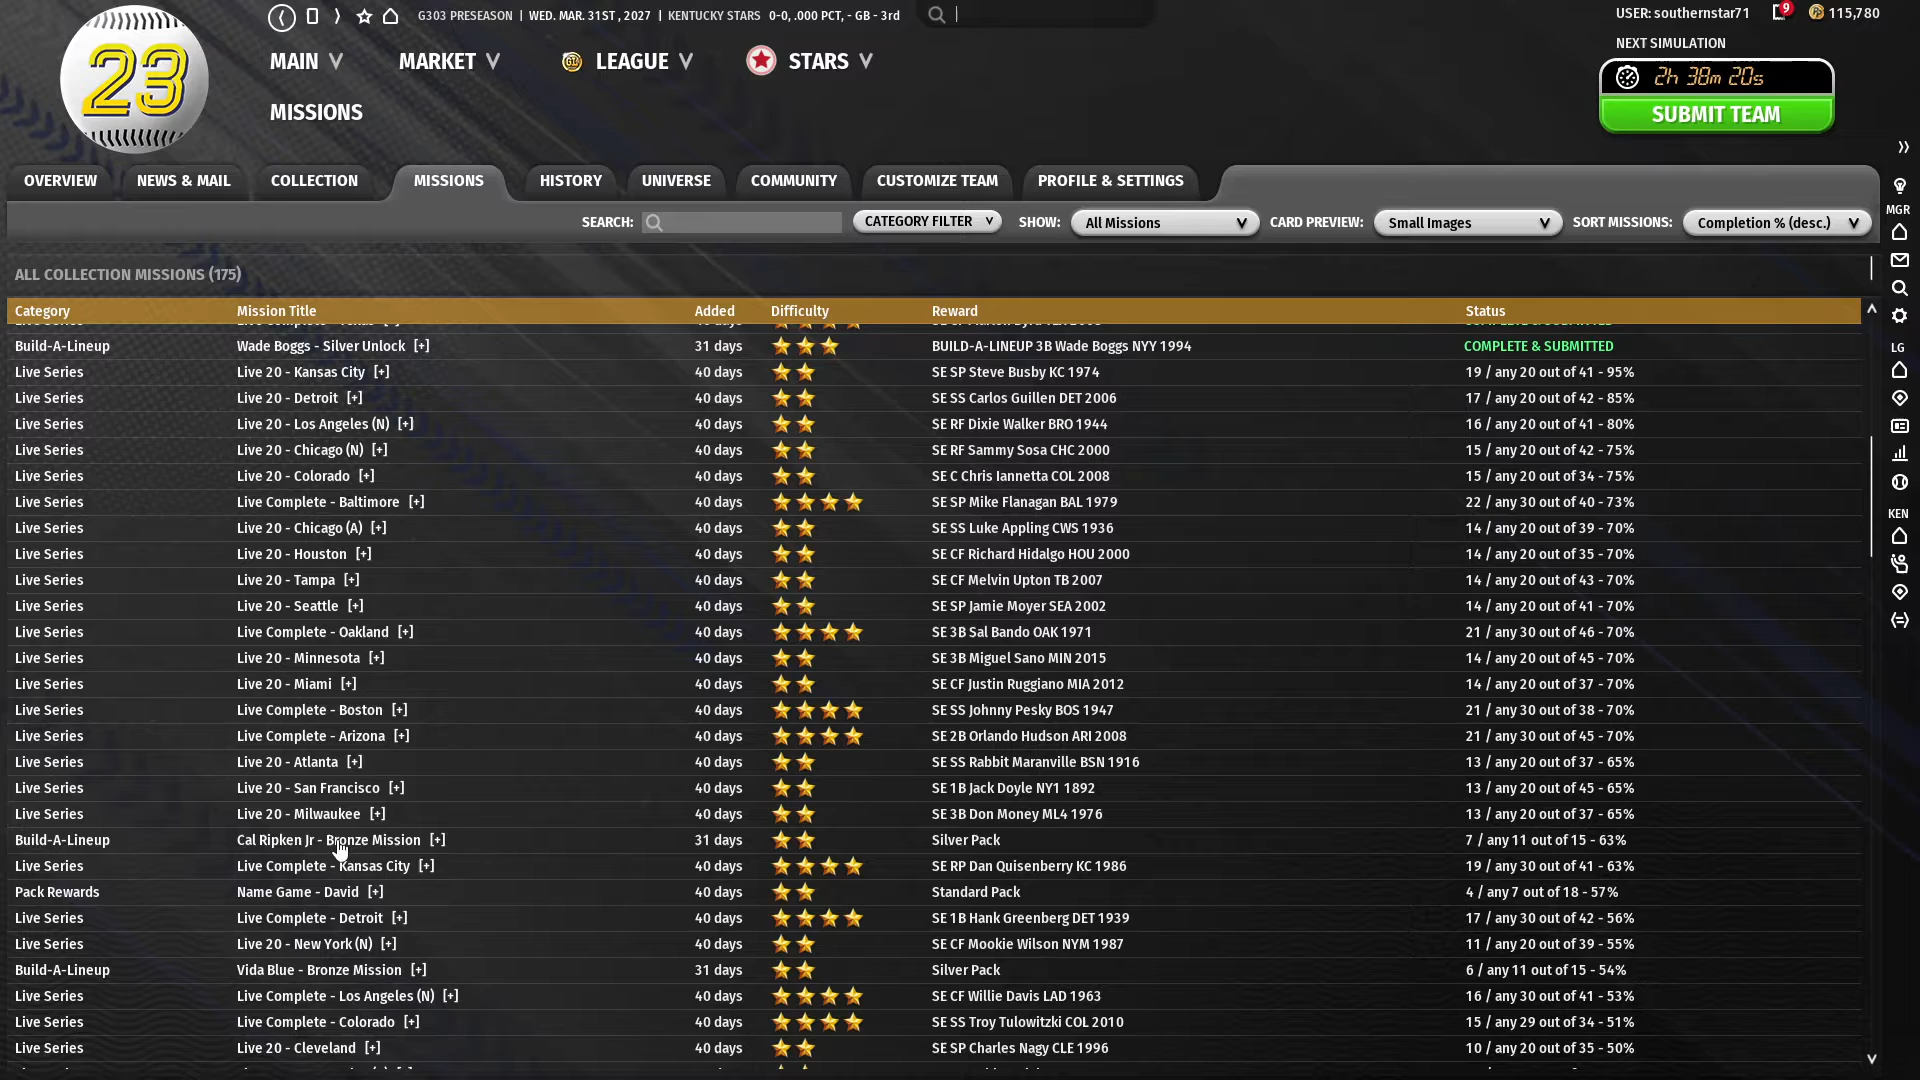 G303 PRESEASON | WED. MAR. 31ST , 2027 | KENTUCKY STARS 0-0, .000 PCT, - GB - 3rd
USER: southernstar71 9 115,780
NEXT SIMULATION
2h 38m 20s
SUBMIT TEAM
23
MAIN MARKET LEAGUE STARS
MISSIONS
OVERVIEW NEWS & MAIL COLLECTION MISSIONS HISTORY UNIVERSE COMMUNITY CUSTOMIZE TEAM PROFILE & SETTINGS
SEARCH: CATEGORY FILTER SHOW: All Missions CARD PREVIEW: Small Images SORT MISSIONS: Completion % (desc.)
MGR
LG
KEN
ALL COLLECTION MISSIONS (175)
Category Mission Title Added Difficulty Reward Status
Build-A-Lineup Wade Boggs - Silver Unlock [+] 31 days BUILD-A-LINEUP 3B Wade Boggs NYY 1994 COMPLETE & SUBMITTED
Live Series Live 20 - Kansas City [+] 40 days SE SP Steve Busby KC 1974 19 / any 20 out of 41 - 95%
Live Series Live 20 - Detroit [+] 40 days SE SS Carlos Guillen DET 2006 17 / any 20 out of 42 - 85%
Live Series Live 20 - Los Angeles (N) [+] 40 days SE RF Dixie Walker BRO 1944 16 / any 20 out of 41 - 80%
Live Series Live 20 - Chicago (N) [+] 40 days SE RF Sammy Sosa CHC 2000 15 / any 20 out of 42 - 75%
Live Series Live 20 - Colorado [+] 40 days SE C Chris Iannetta COL 2008 15 / any 20 out of 34 - 75%
Live Series Live Complete - Baltimore [+] 40 days SE SP Mike Flanagan BAL 1979 22 / any 30 out of 40 - 73%
Live Series Live 20 - Chicago (A) [+] 40 days SE SS Luke Appling CWS 1936 14 / any 20 out of 39 - 70%
Live Series Live 20 - Houston [+] 40 days SE CF Richard Hidalgo HOU 2000 14 / any 20 out of 35 - 70%
Live Series Live 20 - Tampa [+] 40 days SE CF Melvin Upton TB 2007 14 / any 20 out of 43 - 70%
Live Series Live 20 - Seattle [+] 40 days SE SP Jamie Moyer SEA 2002 14 / any 20 out of 41 - 70%
Live Series Live Complete - Oakland [+] 40 days SE 3B Sal Bando OAK 1971 21 / any 30 out of 46 - 70%
Live Series Live 20 - Minnesota [+] 40 days SE 3B Miguel Sano MIN 2015 14 / any 20 out of 45 - 70%
Live Series Live 20 - Miami [+] 40 days SE CF Justin Ruggiano MIA 2012 14 / any 20 out of 37 - 70%
Live Series Live Complete - Boston [+] 40 days SE SS Johnny Pesky BOS 1947 21 / any 30 out of 38 - 70%
Live Series Live Complete - Arizona [+] 40 days SE 2B Orlando Hudson ARI 2008 21 / any 30 out of 45 - 70%
Live Series Live 20 - Atlanta [+] 40 days SE SS Rabbit Maranville BSN 1916 13 / any 20 out of 37 - 65%
Live Series Live 20 - San Francisco [+] 40 days SE 1B Jack Doyle NY1 1892 13 / any 20 out of 45 - 65%
Live Series Live 20 - Milwaukee [+] 40 days SE 3B Don Money ML4 1976 13 / any 20 out of 37 - 65%
Build-A-Lineup Cal Ripken Jr - Bronze Mission [+] 31 days Silver Pack 7 / any 11 out of 15 - 63%
Live Series Live Complete - Kansas City [+] 40 days SE RP Dan Quisenberry KC 1986 19 / any 30 out of 41 - 63%
Pack Rewards Name Game - David [+] 40 days Standard Pack 4 / any 7 out of 18 - 57%
Live Series Live Complete - Detroit [+] 40 days SE 1B Hank Greenberg DET 1939 17 / any 30 out of 42 - 56%
Live Series Live 20 - New York (N) [+] 40 days SE CF Mookie Wilson NYM 1987 11 / any 20 out of 39 - 55%
Build-A-Lineup Vida Blue - Bronze Mission [+] 31 days Silver Pack 6 / any 11 out of 15 - 54%
Live Series Live Complete - Los Angeles (N) [+] 40 days SE CF Willie Davis LAD 1963 16 / any 30 out of 41 - 53%
Live Series Live Complete - Colorado [+] 40 days SE SS Troy Tulowitzki COL 2010 15 / any 29 out of 34 - 51%
Live Series Live 20 - Cleveland [+] 40 days SE SP Charles Nagy CLE 1996 10 / any 20 out of 35 - 50%